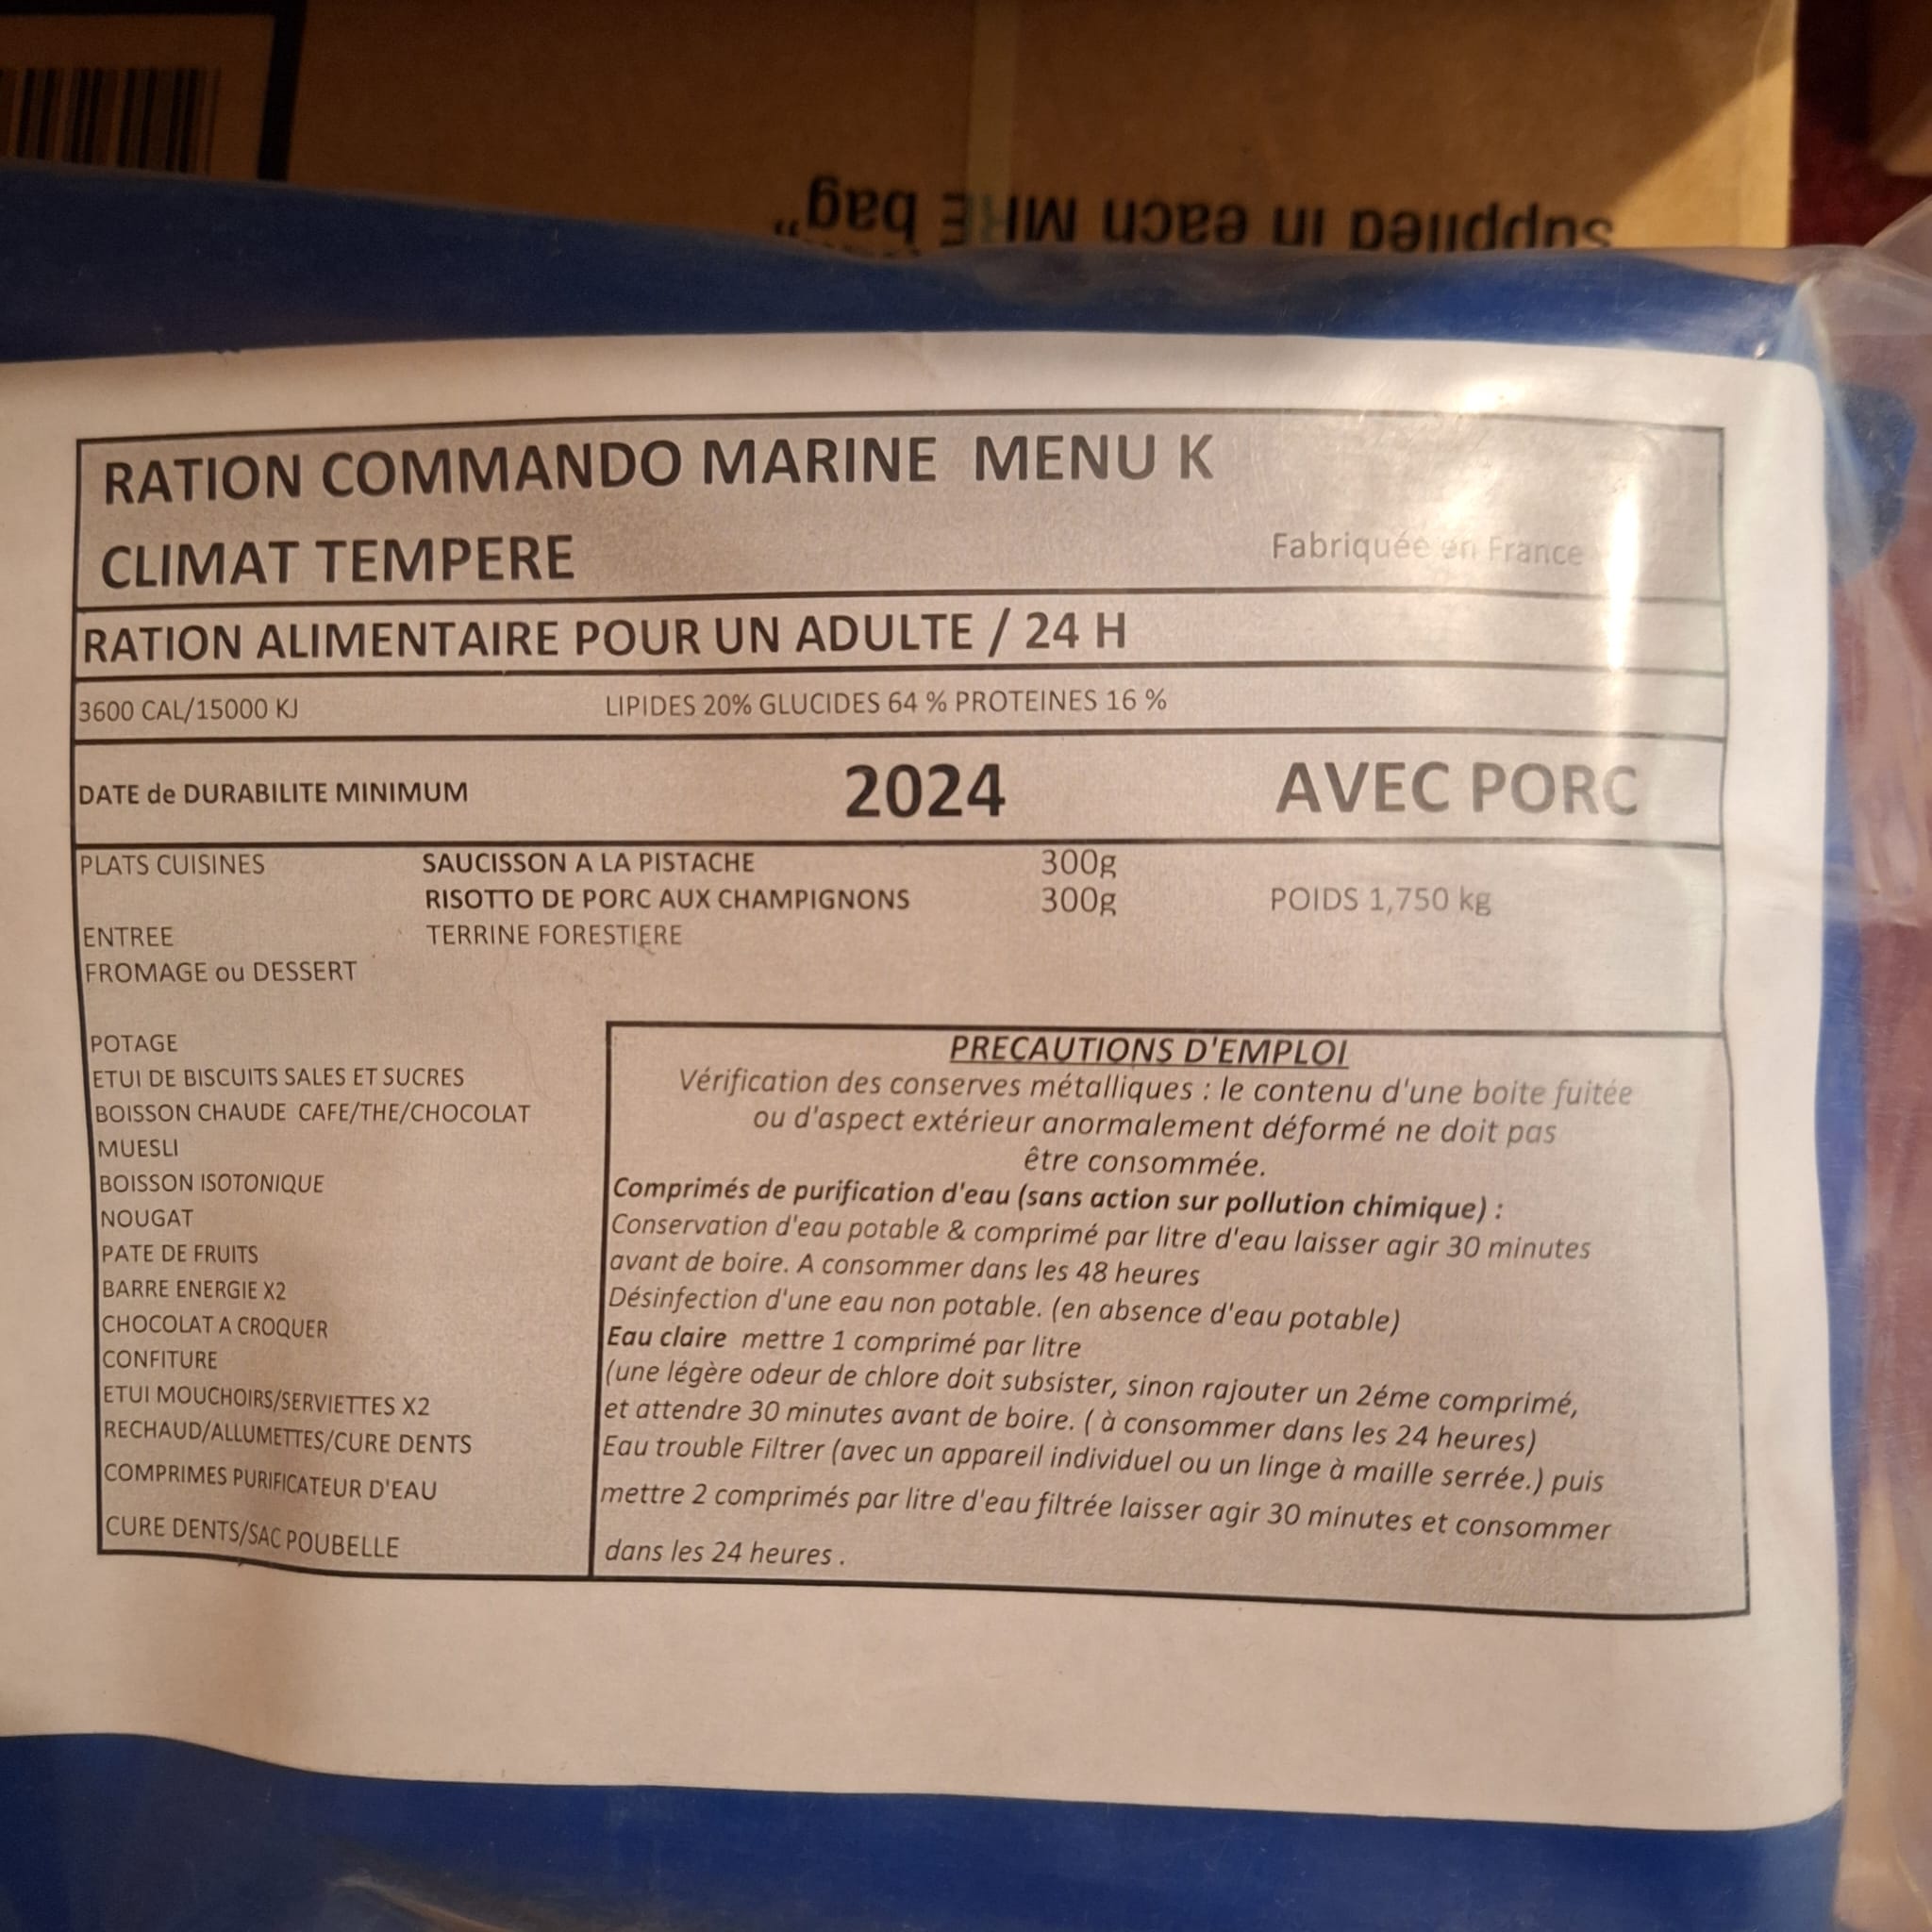 supplied in each MRE bag"
RATION COMMANDO MARINE MENU K
CLIMAT TEMPERE
Fabriquée en France
RATION ALIMENTAIRE POUR UN ADULTE / 24 H
3600 CAL/15000 KJ LIPIDES 20% GLUCIDES 64 % PROTEINES 16 %
DATE de DURABILITE MINIMUM 2024 AVEC PORC
PLATS CUISINES SAUCISSON A LA PISTACHE 300g
RISOTTO DE PORC AUX CHAMPIGNONS 300g POIDS 1,750 kg
ENTREE TERRINE FORESTIERE
FROMAGE ou DESSERT
POTAGE
ETUI DE BISCUITS SALES ET SUCRES
BOISSON CHAUDE CAFE/THE/CHOCOLAT
MUESLI
BOISSON ISOTONIQUE
NOUGAT
PATE DE FRUITS
BARRE ENERGIE X2
CHOCOLAT A CROQUER
CONFITURE
ETUI MOUCHOIRS/SERVIETTES X2
RECHAUD/ALLUMETTES/CURE DENTS
COMPRIMES PURIFICATEUR D'EAU
CURE DENTS/SAC POUBELLE
PRECAUTIONS D'EMPLOI
Vérification des conserves métalliques : le contenu d'une boite fuitée
ou d'aspect extérieur anormalement déformé ne doit pas
être consommée.
Comprimés de purification d'eau (sans action sur pollution chimique) :
Conservation d'eau potable & comprimé par litre d'eau laisser agir 30 minutes
avant de boire. A consommer dans les 48 heures
Désinfection d'une eau non potable. (en absence d'eau potable)
Eau claire mettre 1 comprimé par litre
(une légère odeur de chlore doit subsister, sinon rajouter un 2éme comprimé,
et attendre 30 minutes avant de boire. ( à consommer dans les 24 heures)
Eau trouble Filtrer (avec un appareil individuel ou un linge à maille serrée.) puis
mettre 2 comprimés par litre d'eau filtrée laisser agir 30 minutes et consommer
dans les 24 heures .